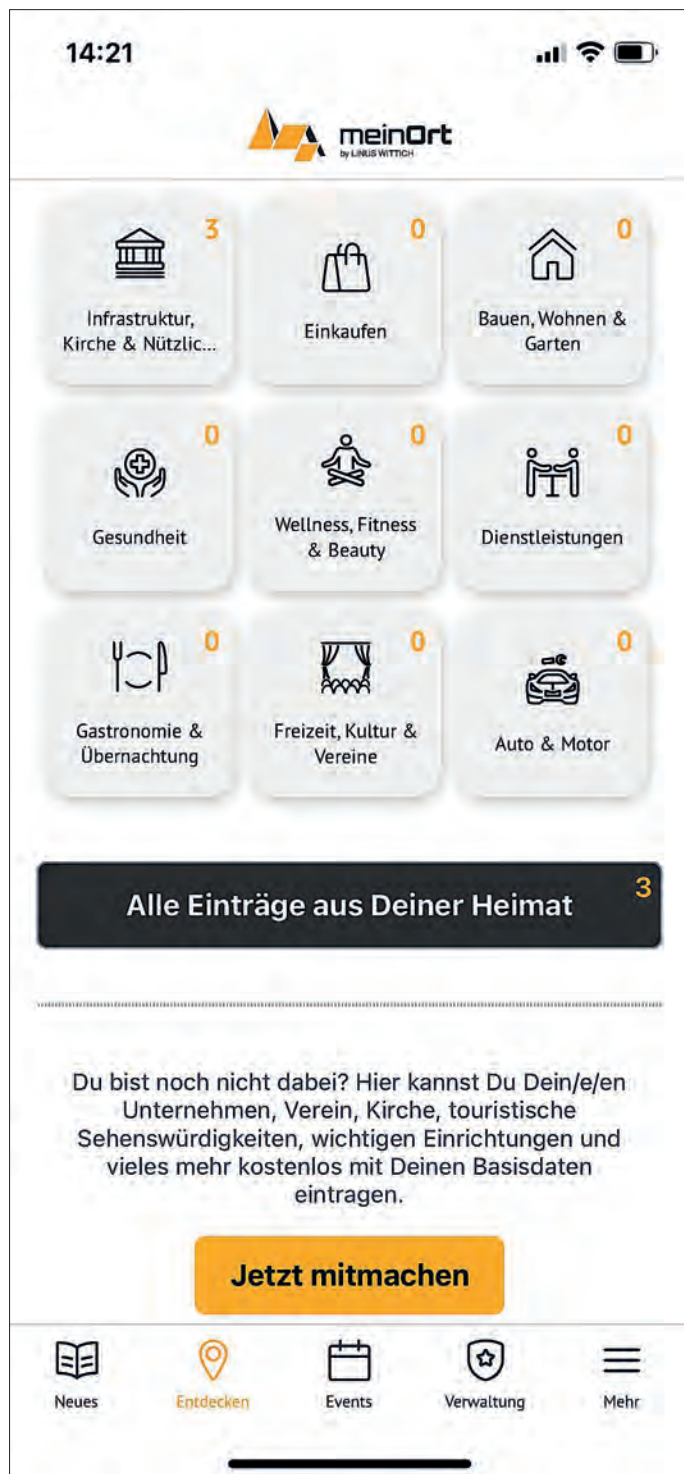 14:21
meinOrt
by LINUS WITTICH
3
Infrastruktur,
Kirche & Nützlic...
0
Einkaufen
0
Bauen, Wohnen &
Garten
0
Gesundheit
0
Wellness, Fitness
& Beauty
0
Dienstleistungen
0
Gastronomie &
Übernachtung
0
Freizeit, Kultur &
Vereine
0
Auto & Motor
Alle Einträge aus Deiner Heimat
3
Du bist noch nicht dabei? Hier kannst Du Dein/e/en
Unternehmen, Verein, Kirche, touristische
Sehenswürdigkeiten, wichtigen Einrichtungen und
vieles mehr kostenlos mit Deinen Basisdaten
eintragen.
Jetzt mitmachen
Neues
Entdecken
Events
Verwaltung
Mehr